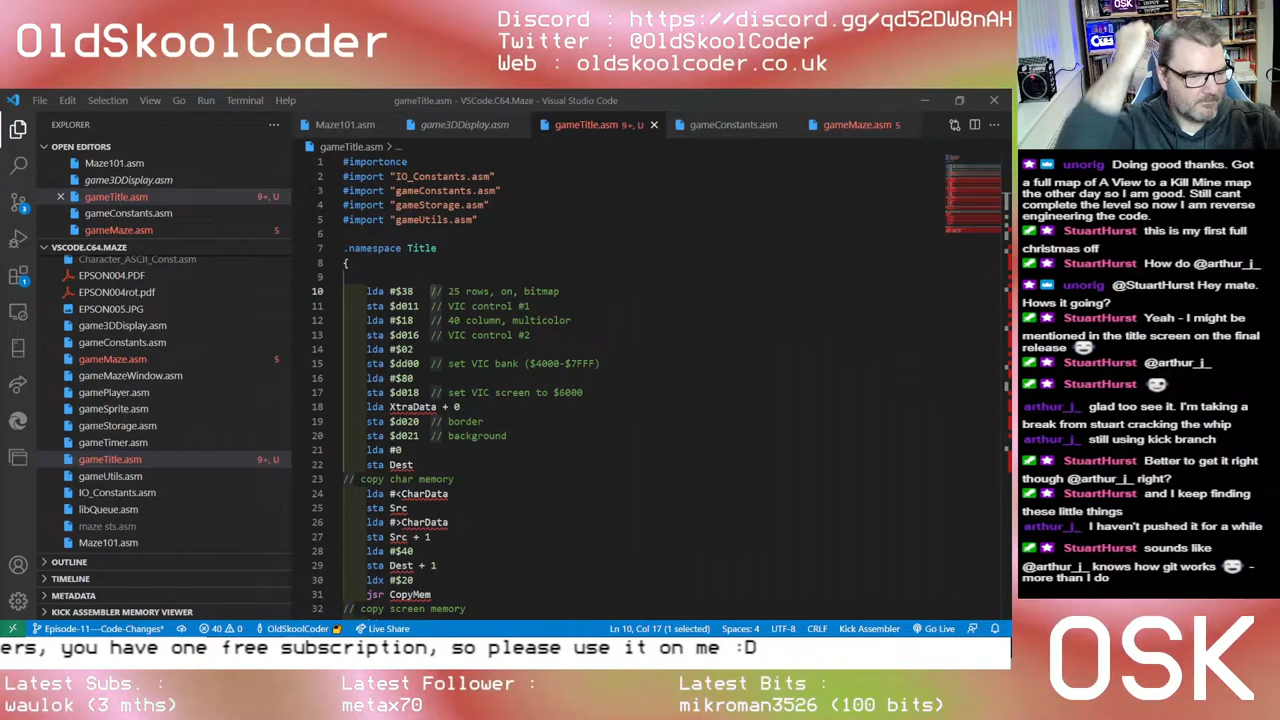 OldSkoolCoder
Discord : https://discord.gg/qd52DW8nAH
Twitter : @OldSkoolCoder
Web : oldskoolcoder.co.uk
File Edit Selection View Go Run Terminal Help
gameTitle.asm - VSCode.C64.Maze - Visual Studio Code
EXPLORER
Maze101.asm
game3DDisplay.asm
gameTitle.asm 9+, U
gameConstants.asm
gameMaze.asm 5
OPEN EDITORS
Maze101.asm
game3DDisplay.asm
gameTitle.asm 9+, U
gameConstants.asm
gameMaze.asm 5
VSCODE.C64.MAZE
Character_ASCII_Const.asm
EPSON004.PDF
EPSON004rot.pdf
EPSON005.JPG
game3DDisplay.asm
gameConstants.asm
gameMaze.asm 5
gameMazeWindow.asm
gamePlayer.asm
gameSprite.asm
gameStorage.asm
gameTimer.asm
gameTitle.asm 9+, U
gameUtils.asm
IO_Constants.asm
libQueue.asm
maze sts.asm
Maze101.asm
OUTLINE
TIMELINE
METADATA
KICK ASSEMBLER MEMORY VIEWER
gameTitle.asm > ...
1 #importonce
2 #import "IO_Constants.asm"
3 #import "gameConstants.asm"
4 #import "gameStorage.asm"
5 #import "gameUtils.asm"
6
7 .namespace Title
8 {
9
10 lda #$38 // 25 rows, on, bitmap
11 sta $d011 // VIC control #1
12 lda #$18 // 40 column, multicolor
13 sta $d016 // VIC control #2
14 lda #$02
15 sta $dd00 // set VIC bank ($4000-$7FFF)
16 lda #$80
17 sta $d018 // set VIC screen to $6000
18 lda XtraData + 0
19 sta $d020 // border
20 sta $d021 // background
21 lda #0
22 sta Dest
23 // copy char memory
24 lda #<CharData
25 sta Src
26 lda #>CharData
27 sta Src + 1
28 lda #$40
29 sta Dest + 1
30 ldx #$20
31 jsr CopyMem
32 // copy screen memory
Episode-11---Code-Changes* 40 0 OldSkoolCoder Live Share
Ln 10, Col 17 (1 selected) Spaces: 4 UTF-8 CRLF Kick Assembler Go Live
unorig Doing good thanks. Got
a full map of A View to a Kill Mine map
the other day so I am good. Still cant
complete the level so now I am reverse
engineering the code.
StuartHurst this is my first full
christmas off
StuartHurst How do @arthur_j_
unorig @StuartHurst Hey mate.
Hows it going?
StuartHurst Yeah - I might be
mentioned in the title screen on the final
release
StuartHurst @arthur_j_
StuartHurst
arthur_j_ glad too see it. I'm taking a
break from stuart cracking the whip
arthur_j_ still using kick branch
StuartHurst Better to get it right
though @arthur_j_ right?
StuartHurst and I keep finding
these little things
arthur_j_ I haven't pushed it for a while
StuartHurst sounds like
@arthur_j_ knows how git works -
more than I do
ers, you have one free subscription, so please use it on me :D
Latest Subs. :
waulok (3 mths)
Latest Follower :
metax70
Latest Bits :
mikroman3526 (100 bits)
OSK